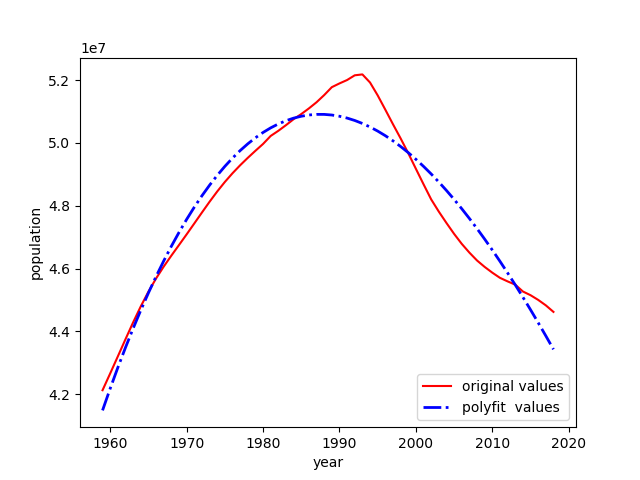 1e7
5.2
5.0
4.8
4.6
4.4
4.2
population
1960 1970 1980 1990 2000 2010 2020
year
original values
polyfit  values